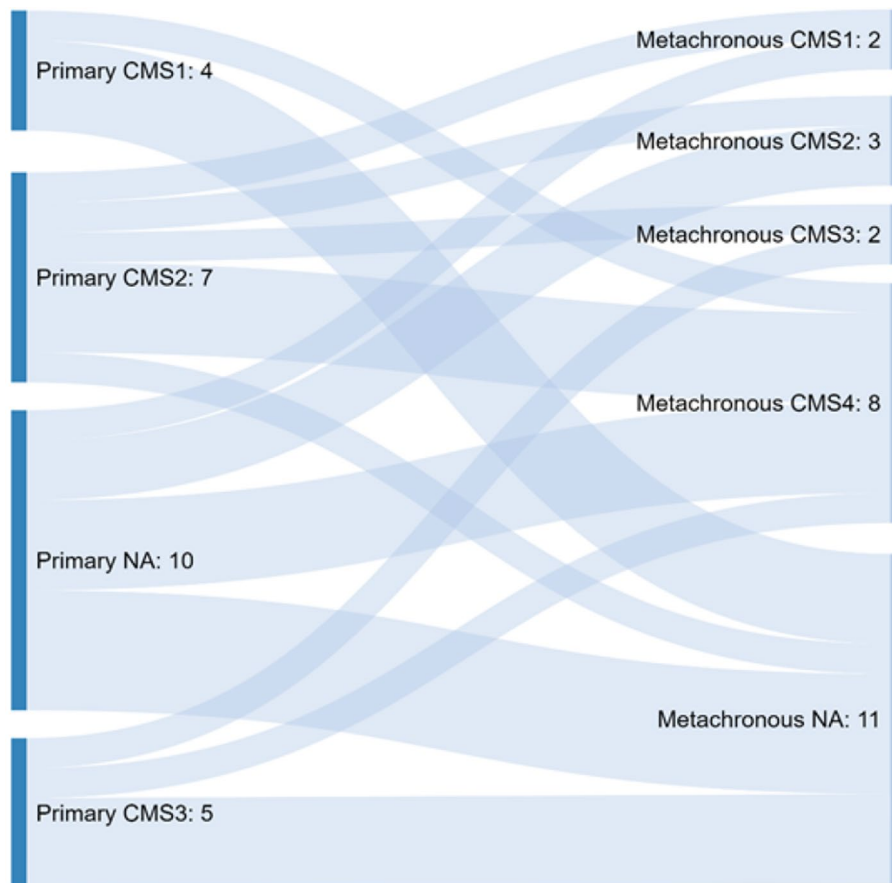 Primary CMS1: 4
Primary CMS2: 7
Primary NA: 10
Primary CMS3: 5
Metachronous CMS1: 2
Metachronous CMS2: 3
Metachronous CMS3: 2
Metachronous CMS4: 8
Metachronous NA: 11